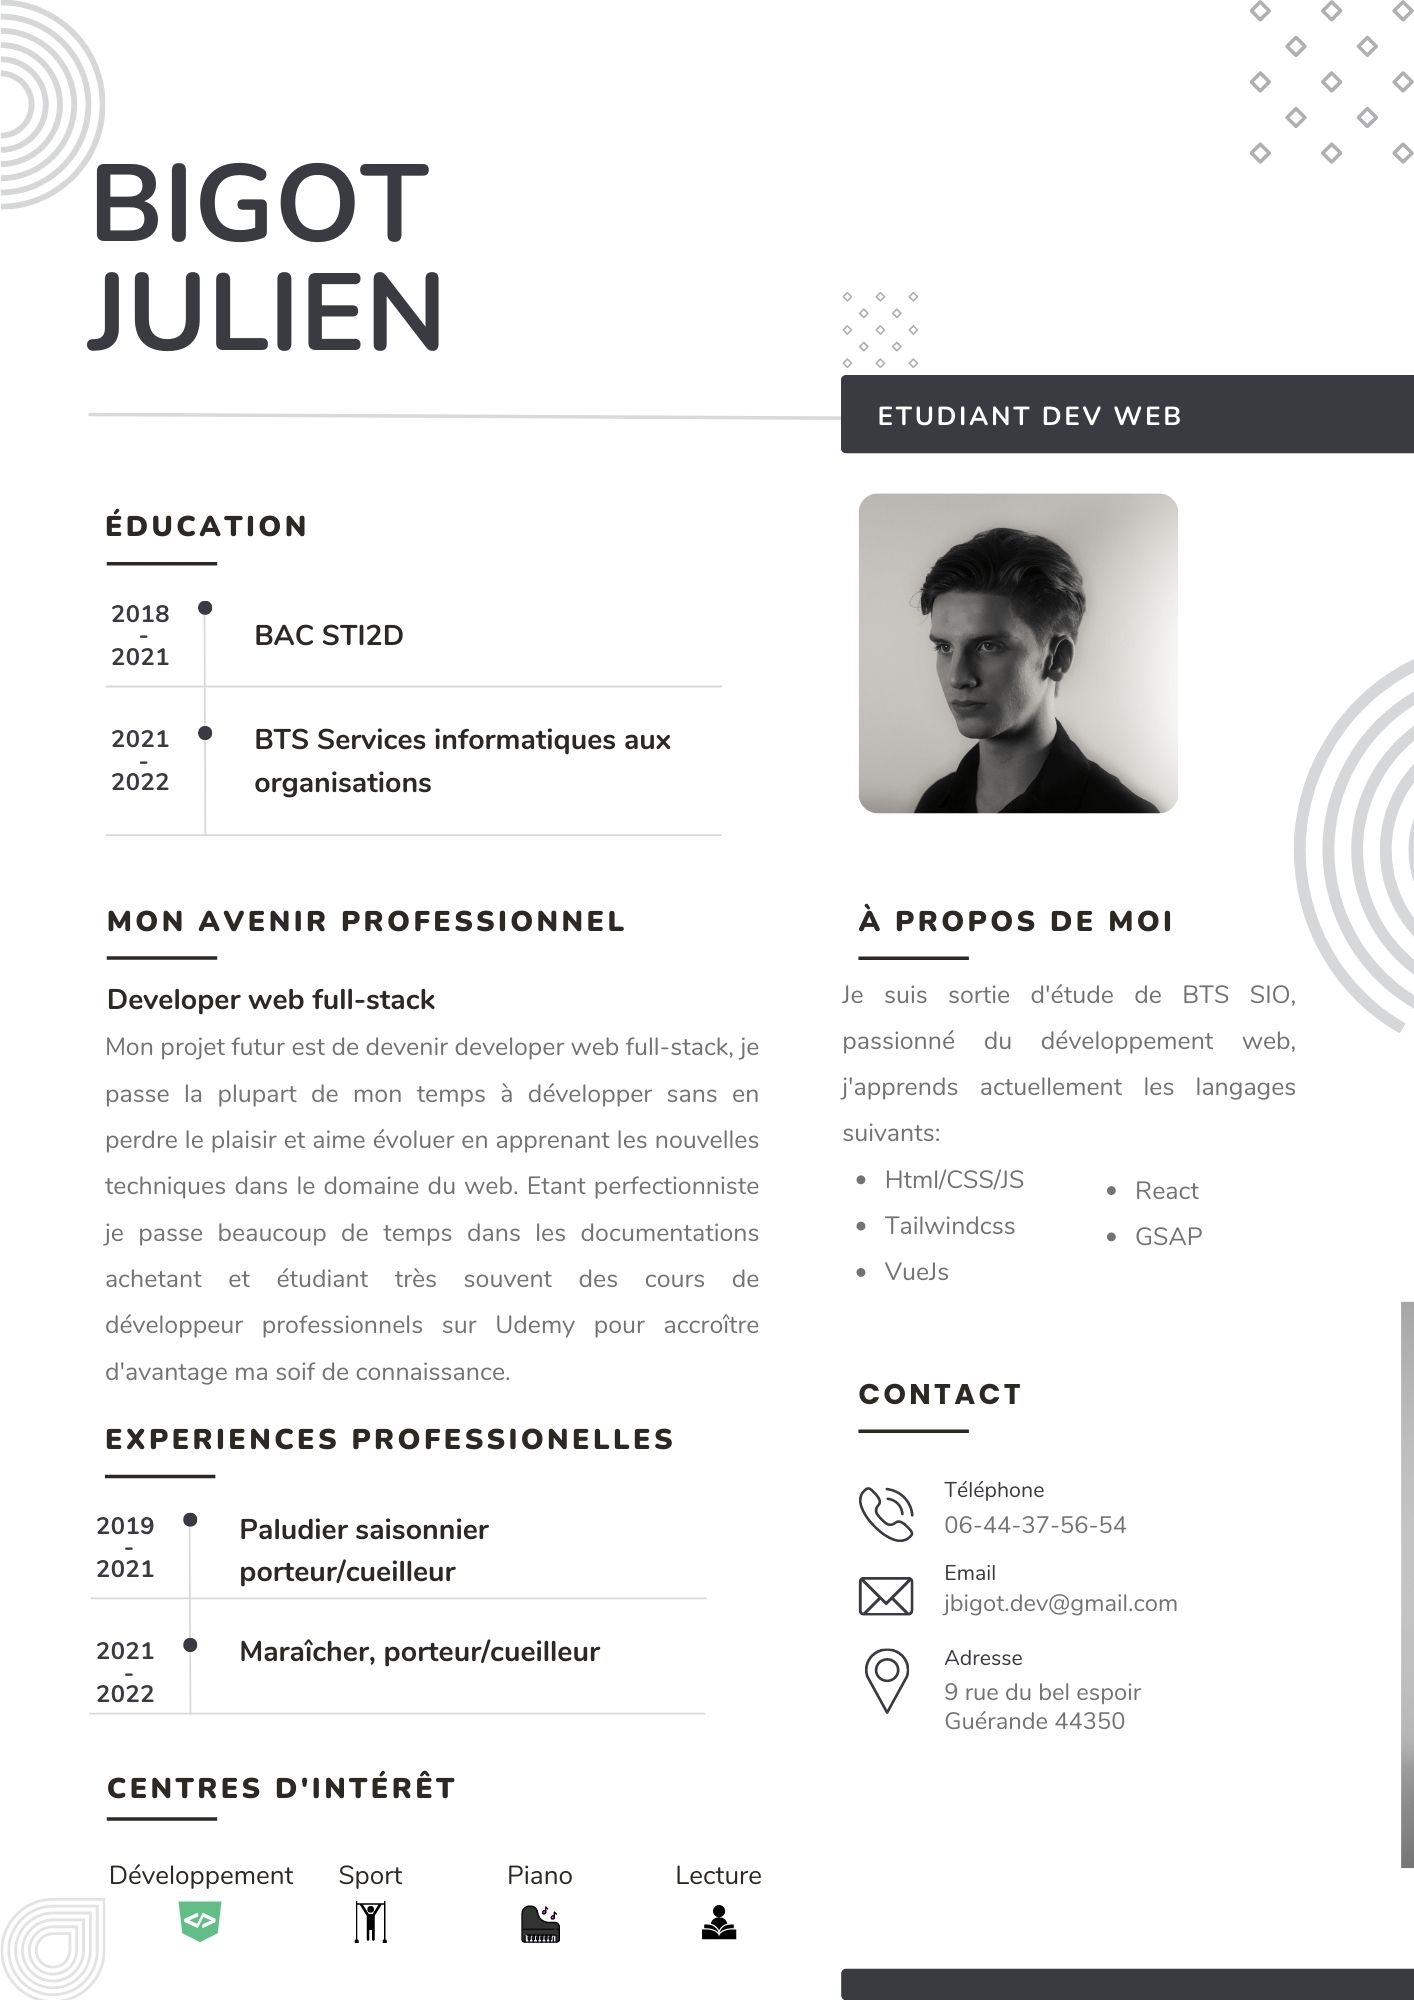 BIGOT
JULIEN
ETUDIANT DEV WEB
ÉDUCATION
2018
-
2021
BAC STI2D
2021
-
2022
BTS Services informatiques aux
organisations
MON AVENIR PROFESSIONNEL
Developer web full-stack
Mon projet futur est de devenir developer web full-stack, je
passe la plupart de mon temps à développer sans en
perdre le plaisir et aime évoluer en apprenant les nouvelles
techniques dans le domaine du web. Etant perfectionniste
je passe beaucoup de temps dans les documentations
achetant et étudiant très souvent des cours de
développeur professionnels sur Udemy pour accroître
d'avantage ma soif de connaissance.
EXPERIENCES PROFESSIONELLES
2019
-
2021
Paludier saisonnier
porteur/cueilleur
2021
-
2022
Maraîcher, porteur/cueilleur
CENTRES D'INTÉRÊT
Développement
Sport
Piano
Lecture
À PROPOS DE MOI
Je suis sortie d'étude de BTS SIO,
passionné du développement web,
j'apprends actuellement les langages
suivants:
Html/CSS/JS
Tailwindcss
VueJs
React
GSAP
CONTACT
Téléphone
06-44-37-56-54
Email
jbigot.dev@gmail.com
Adresse
9 rue du bel espoir
Guérande 44350